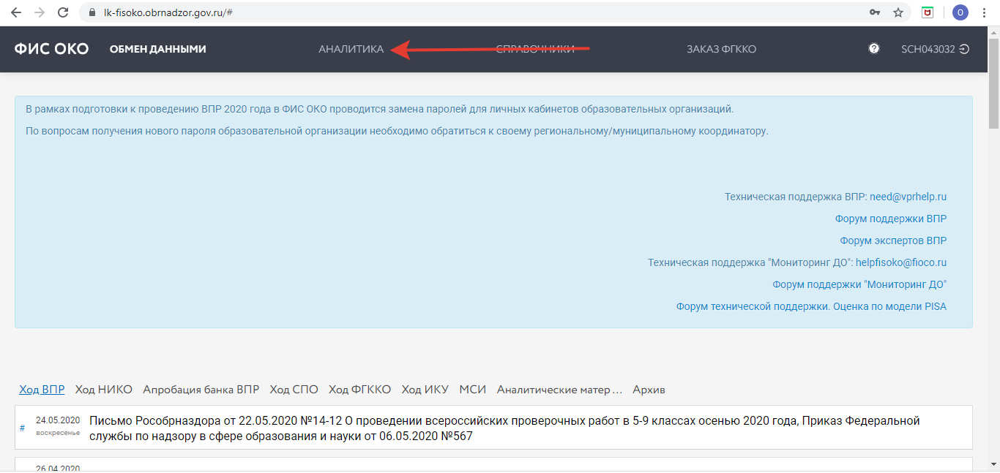 lk-fisoko.obrnadzor.gov.ru/#
О
ФИС ОКО ОБМЕН ДАННЫМИ АНАЛИТИКА СПРАВОЧНИКИ ЗАКАЗ ФГККО ? SCH043032
В рамках подготовки к проведению ВПР 2020 года в ФИС ОКО проводится замена паролей для личных кабинетов образовательных организаций.
По вопросам получения нового пароля образовательной организации необходимо обратиться к своему региональному/муниципальному координатору.
Техническая поддержка ВПР: need@vprhelp.ru
Форум поддержки ВПР
Форум экспертов ВПР
Техническая поддержка "Мониторинг ДО": helpfisoko@fioco.ru
Форум поддержки "Мониторинг ДО"
Форум технической поддержки. Оценка по модели PISA
Ход ВПР Ход НИКО Апробация банка ВПР Ход СПО Ход ФГККО Ход ИКУ МСИ Аналитические матер ... Архив
# 24.05.2020 Письмо Рособрназдора от 22.05.2020 №14-12 О проведении всероссийских проверочных работ в 5-9 классах осенью 2020 года, Приказ Федеральной
воскресенье службы по надзору в сфере образования и науки от 06.05.2020 №567
26.04.2020